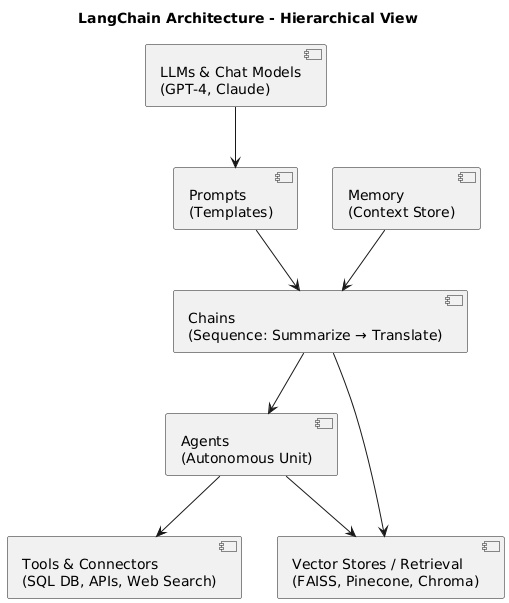 LangChain Architecture - Hierarchical View
LLMs & Chat Models
(GPT-4, Claude)
Prompts
(Templates)
Memory
(Context Store)
Chains
(Sequence: Summarize → Translate)
Agents
(Autonomous Unit)
Tools & Connectors
(SQL DB, APIs, Web Search)
Vector Stores / Retrieval
(FAISS, Pinecone, Chroma)